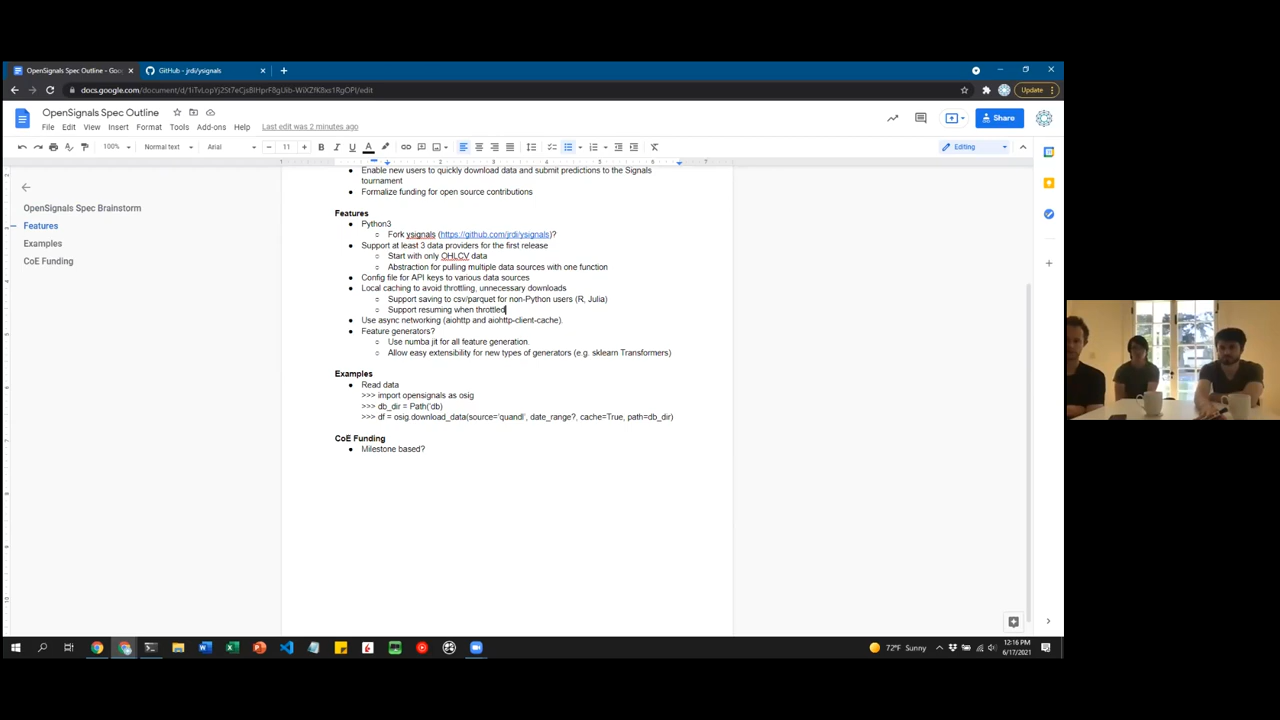 OpenSignals Spec Outline - Goo
GitHub - jrdi/ysignals
Update
OpenSignals Spec Outline
File Edit View Insert Format Tools Add-ons Help Last edit was 2 minutes ago
Share
100% Normal text Arial 11 Editing
OpenSignals Spec Brainstorm
Features
Examples
CoE Funding
• Enable new users to quickly download data and submit predictions to the Signals
tournament
• Formalize funding for open source contributions
Features
• Python3
○ Fork ysignals (https://github.com/jrdi/ysignals)?
• Support at least 3 data providers for the first release
○ Start with only OHLCV data
○ Abstraction for pulling multiple data sources with one function
• Config file for API keys to various data sources
• Local caching to avoid throttling, unnecessary downloads
○ Support saving to csv/parquet for non-Python users (R, Julia)
○ Support resuming when throttled
• Use async networking (aiohttp and aiohttp-client-cache).
• Feature generators?
○ Use numba jit for all feature generation.
○ Allow easy extensibility for new types of generators (e.g. sklearn Transformers)
Examples
• Read data
>>> import opensignals as osig
>>> db_dir = Path('db)
>>> df = osig.download_data(source='quandl', date_range?, cache=True, path=db_dir)
CoE Funding
• Milestone based?
72°F Sunny
12:16 PM
6/17/2021